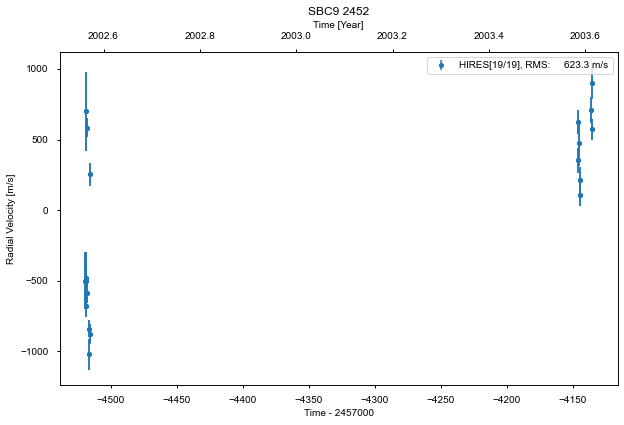 SBC9 2452
Time [Year]
2002.6 2002.8 2003.0 2003.2 2003.4 2003.6
HIRES[19/19], RMS: 623.3 m/s
1000
500
0
−500
−1000
Radial Velocity [m/s]
−4500 −4450 −4400 −4350 −4300 −4250 −4200 −4150
Time - 2457000